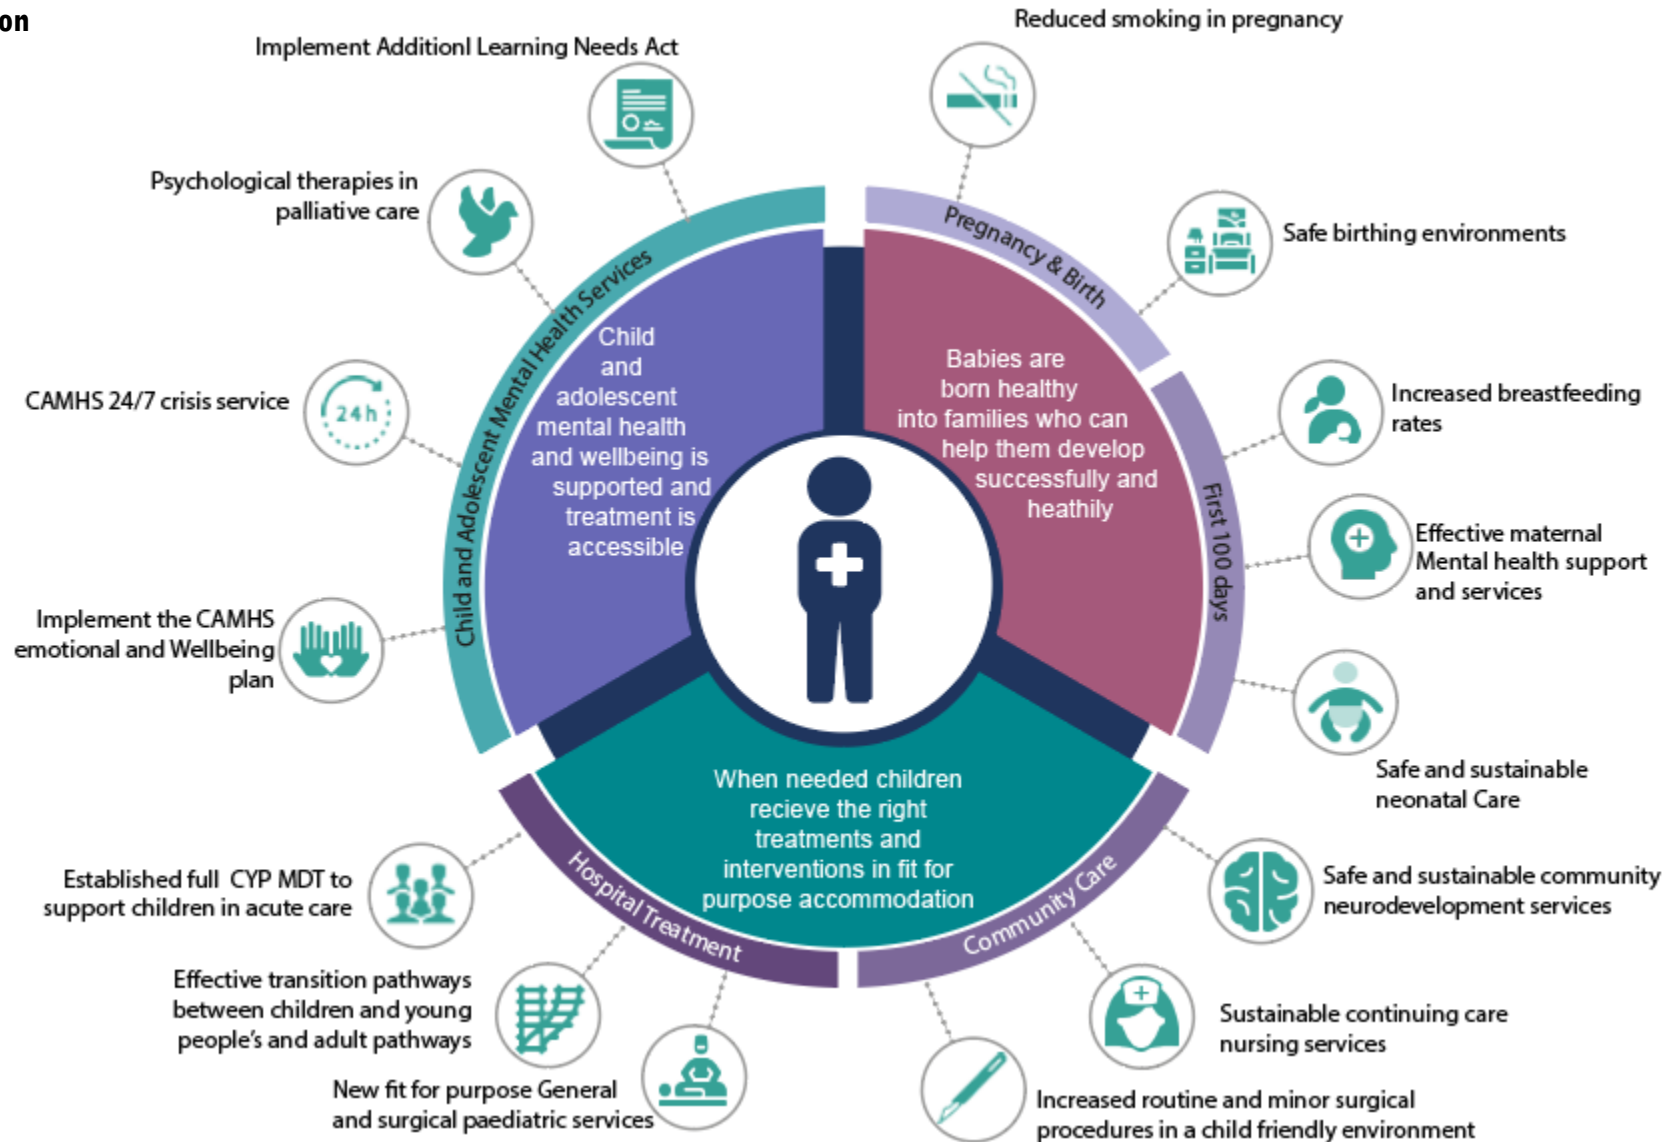 on
Reduced smoking in pregnancy
Implement Additionl Learning Needs Act
Psychological therapies in
palliative care
Safe birthing environments
Pregnancy & Birth
Child and Adolescent Mental Health Services
Child
and
adolescent
mental health
and wellbeing is
supported and
treatment is
accessible
Babies are
born healthy
into families who can
help them develop
successfully and
heathily
CAMHS 24/7 crisis service
24h
Increased breastfeeding
rates
First 100 days
Effective maternal
Mental health support
and services
Implement the CAMHS
emotional and Wellbeing
plan
Safe and sustainable
neonatal Care
When needed children
recieve the right
treatments and
interventions in fit for
purpose accommodation
Hospital Treatment
Community Care
Established full CYP MDT to
support children in acute care
Safe and sustainable community
neurodevelopment services
Effective transition pathways
between children and young
people's and adult pathways
Sustainable continuing care
nursing services
New fit for purpose General
and surgical paediatric services
Increased routine and minor surgical
procedures in a child friendly environment